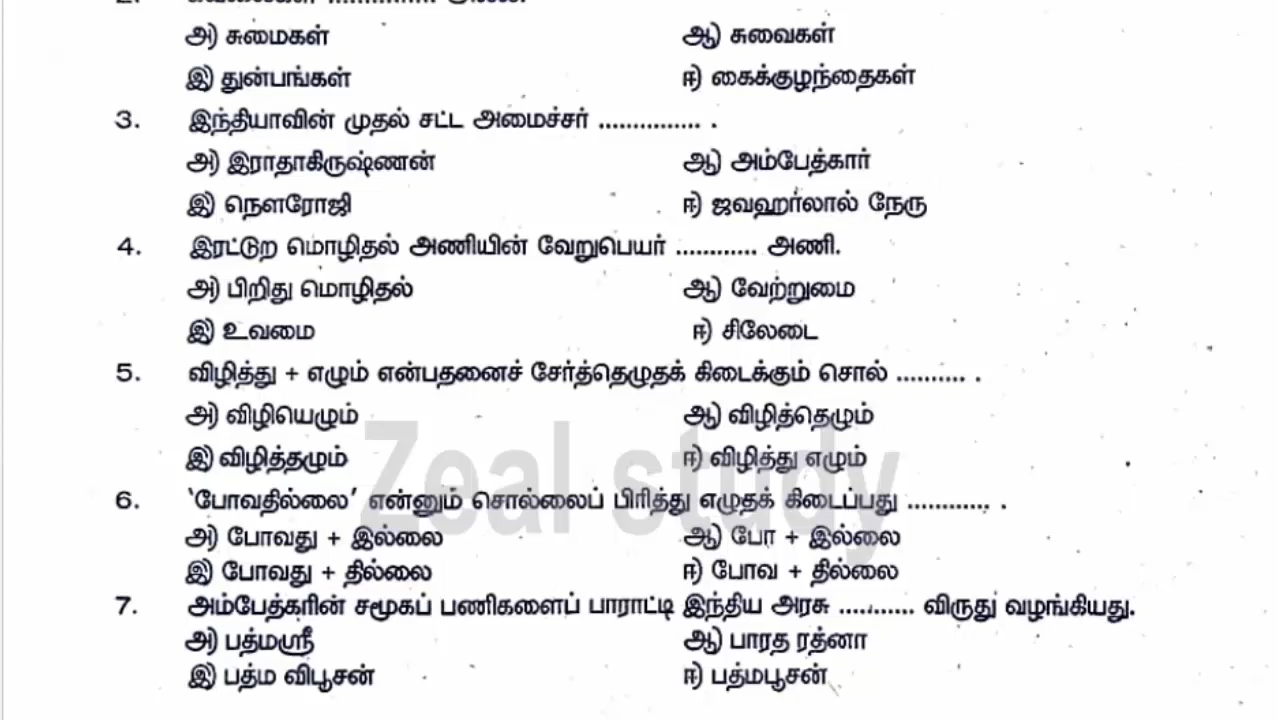 அ) சுமைகள் ஆ) சுவைகள்
இ) துன்பங்கள் ஈ) கைக்குழந்தைகள்
3. இந்தியாவின் முதல் சட்ட அமைச்சர் ............... .
அ) இராதாகிருஷ்ணன் ஆ) அம்பேத்கார்
இ) நௌரோஜி ஈ) ஜவஹர்லால் நேரு
4. இரட்டுற மொழிதல் அணியின் வேறுபெயர் ............ அணி.
அ) பிறிது மொழிதல் ஆ) வேற்றுமை
இ) உவமை ஈ) சிலேடை
5. விழித்து + எழும் என்பதனைச் சேர்த்தெழுதக் கிடைக்கும் சொல் .......... .
அ) விழியெழும் ஆ) விழித்தெழும்
இ) விழித்தழும் ஈ) விழித்து எழும்
Zeal study
6. ‘போவதில்லை’ என்னும் சொல்லைப் பிரித்து எழுதக் கிடைப்பது ............ .
அ) போவது + இல்லை ஆ) போ + இல்லை
இ) போவது + தில்லை ஈ) போவ + தில்லை
7. அம்பேத்கரின் சமூகப் பணிகளைப் பாராட்டி இந்திய அரசு ........... விருது வழங்கியது.
அ) பத்மஸ்ரீ ஆ) பாரத ரத்னா
இ) பத்ம விபூசன் ஈ) பத்மபூசன்